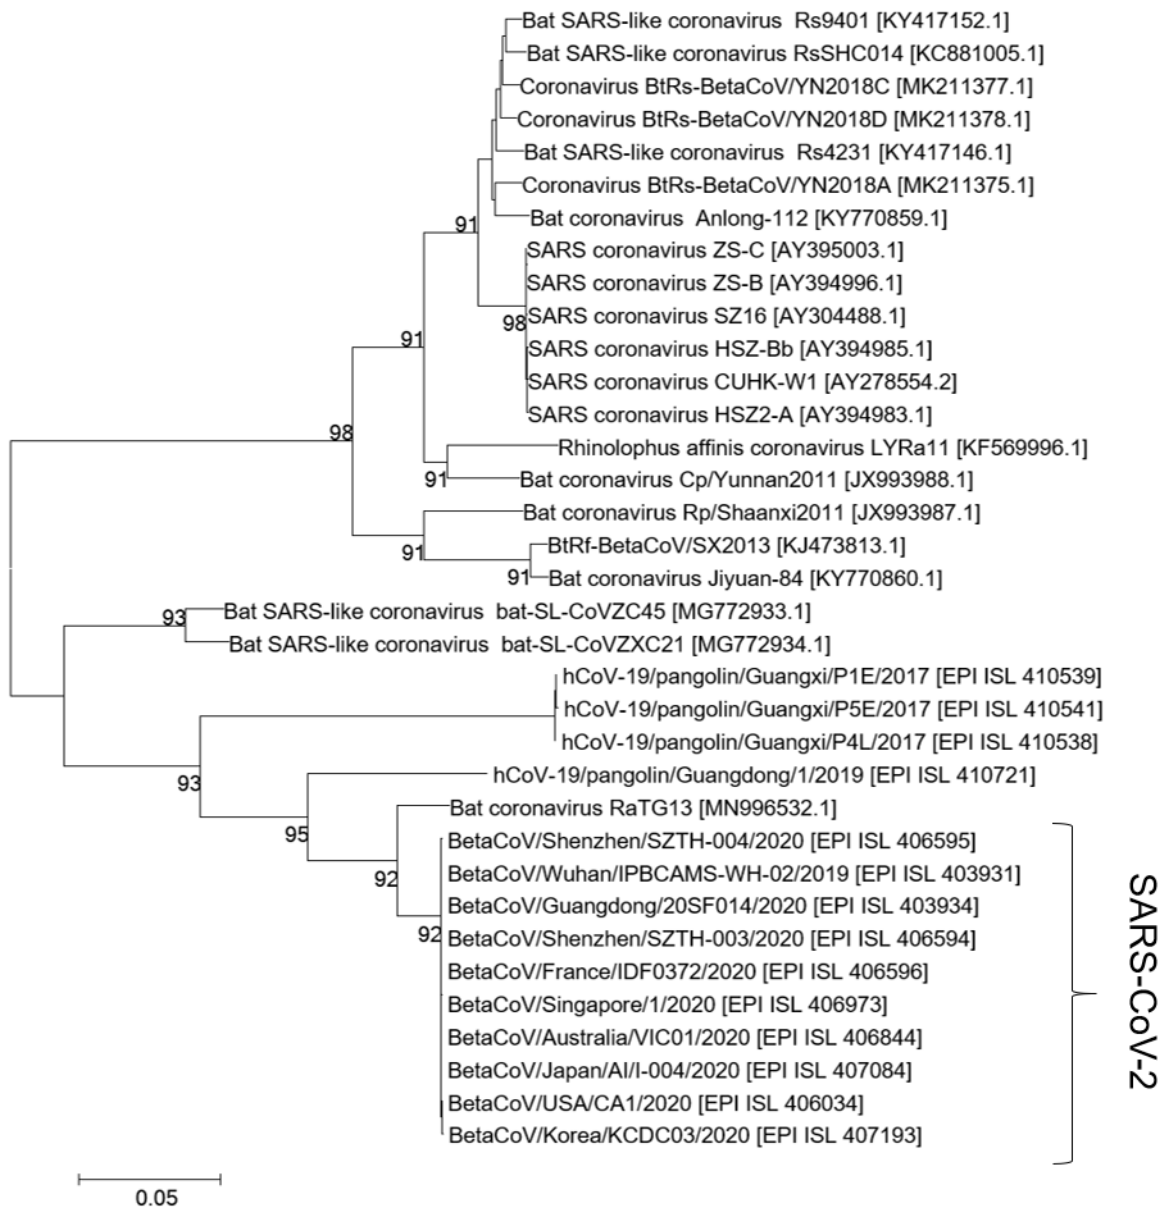 Bat SARS-like coronavirus Rs9401 [KY417152.1]
Bat SARS-like coronavirus RsSHC014 [KC881005.1]
Coronavirus BtRs-BetaCoV/YN2018C [MK211377.1]
Coronavirus BtRs-BetaCoV/YN2018D [MK211378.1]
Bat SARS-like coronavirus Rs4231 [KY417146.1]
Coronavirus BtRs-BetaCoV/YN2018A [MK211375.1]
Bat coronavirus Anlong-112 [KY770859.1]
91
SARS coronavirus ZS-C [AY395003.1]
SARS coronavirus ZS-B [AY394996.1]
SARS coronavirus SZ16 [AY304488.1]
98
SARS coronavirus HSZ-Bb [AY394985.1]
91
SARS coronavirus CUHK-W1 [AY278554.2]
SARS coronavirus HSZ2-A [AY394983.1]
98
Rhinolophus affinis coronavirus LYRa11 [KF569996.1]
Bat coronavirus Cp/Yunnan2011 [JX993988.1]
91
Bat coronavirus Rp/Shaanxi2011 [JX993987.1]
BtRf-BetaCoV/SX2013 [KJ473813.1]
91
Bat coronavirus Jiyuan-84 [KY770860.1]
91
Bat SARS-like coronavirus bat-SL-CoVZC45 [MG772933.1]
93
Bat SARS-like coronavirus bat-SL-CoVZXC21 [MG772934.1]
hCoV-19/pangolin/Guangxi/P1E/2017 [EPI ISL 410539]
hCoV-19/pangolin/Guangxi/P5E/2017 [EPI ISL 410541]
hCoV-19/pangolin/Guangxi/P4L/2017 [EPI ISL 410538]
hCoV-19/pangolin/Guangdong/1/2019 [EPI ISL 410721]
93
Bat coronavirus RaTG13 [MN996532.1]
95
BetaCoV/Shenzhen/SZTH-004/2020 [EPI ISL 406595]
BetaCoV/Wuhan/IPBCAMS-WH-02/2019 [EPI ISL 403931]
92
BetaCoV/Guangdong/20SF014/2020 [EPI ISL 403934]
BetaCoV/Shenzhen/SZTH-003/2020 [EPI ISL 406594]
92
BetaCoV/France/IDF0372/2020 [EPI ISL 406596]
BetaCoV/Singapore/1/2020 [EPI ISL 406973]
BetaCoV/Australia/VIC01/2020 [EPI ISL 406844]
BetaCoV/Japan/AI/I-004/2020 [EPI ISL 407084]
BetaCoV/USA/CA1/2020 [EPI ISL 406034]
BetaCoV/Korea/KCDC03/2020 [EPI ISL 407193]
SARS-CoV-2
0.05